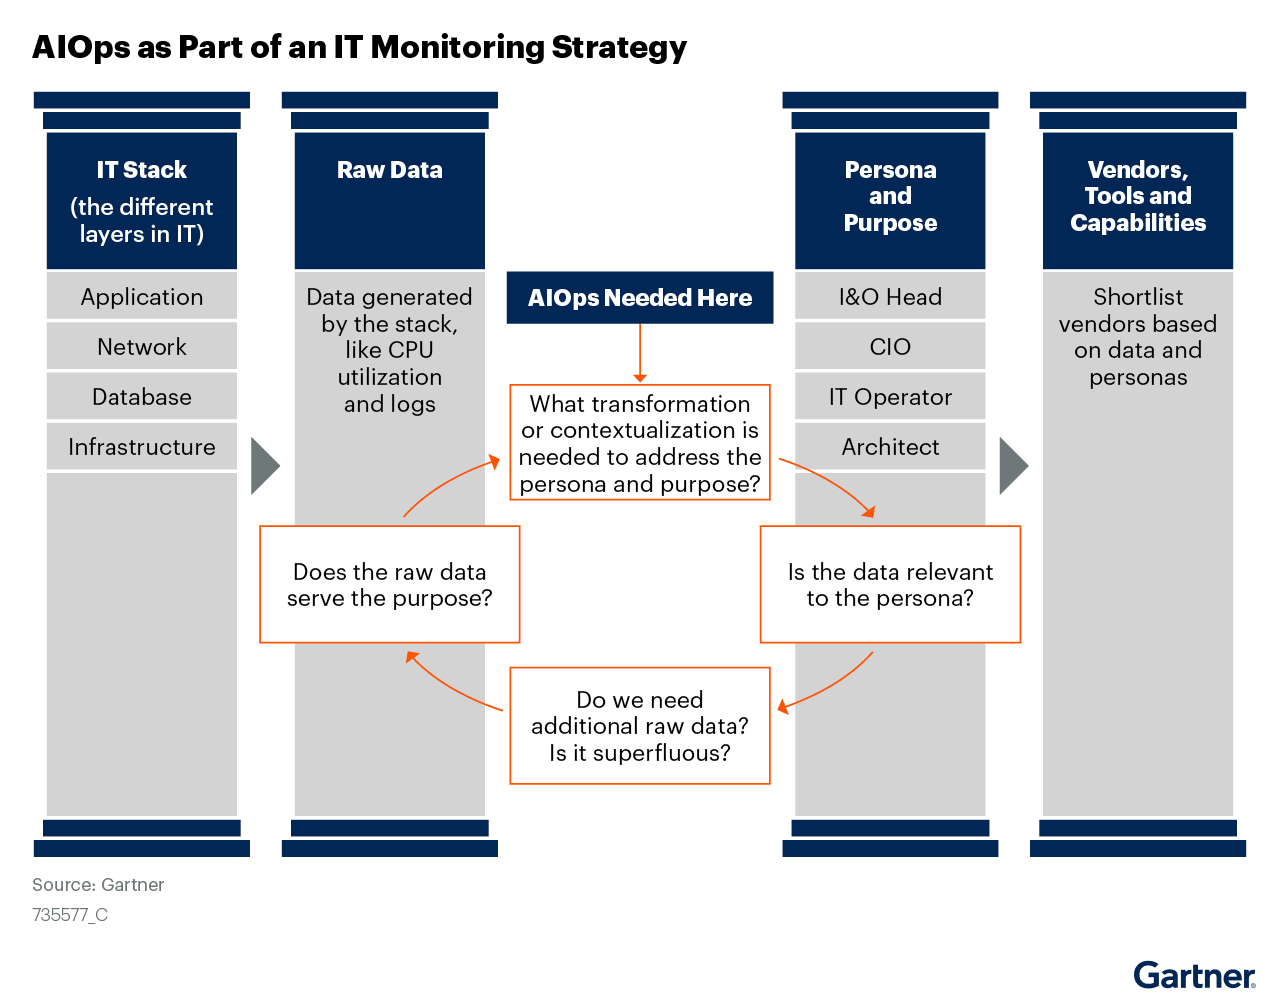 AIOps as Part of an IT Monitoring Strategy
IT Stack
(the different
layers in IT)
Application
Network
Database
Infrastructure
Raw Data
Data generated
by the stack,
like CPU
utilization
and logs
AIOps Needed Here
What transformation
or contextualization is
needed to address the
persona and purpose?
Does the raw data
serve the purpose?
Is the data relevant
to the persona?
Do we need
additional raw data?
Is it superfluous?
Persona
and
Purpose
I&O Head
CIO
IT Operator
Architect
Vendors,
Tools and
Capabilities
Shortlist
vendors based
on data and
personas
Source: Gartner
735577_C
Gartner®